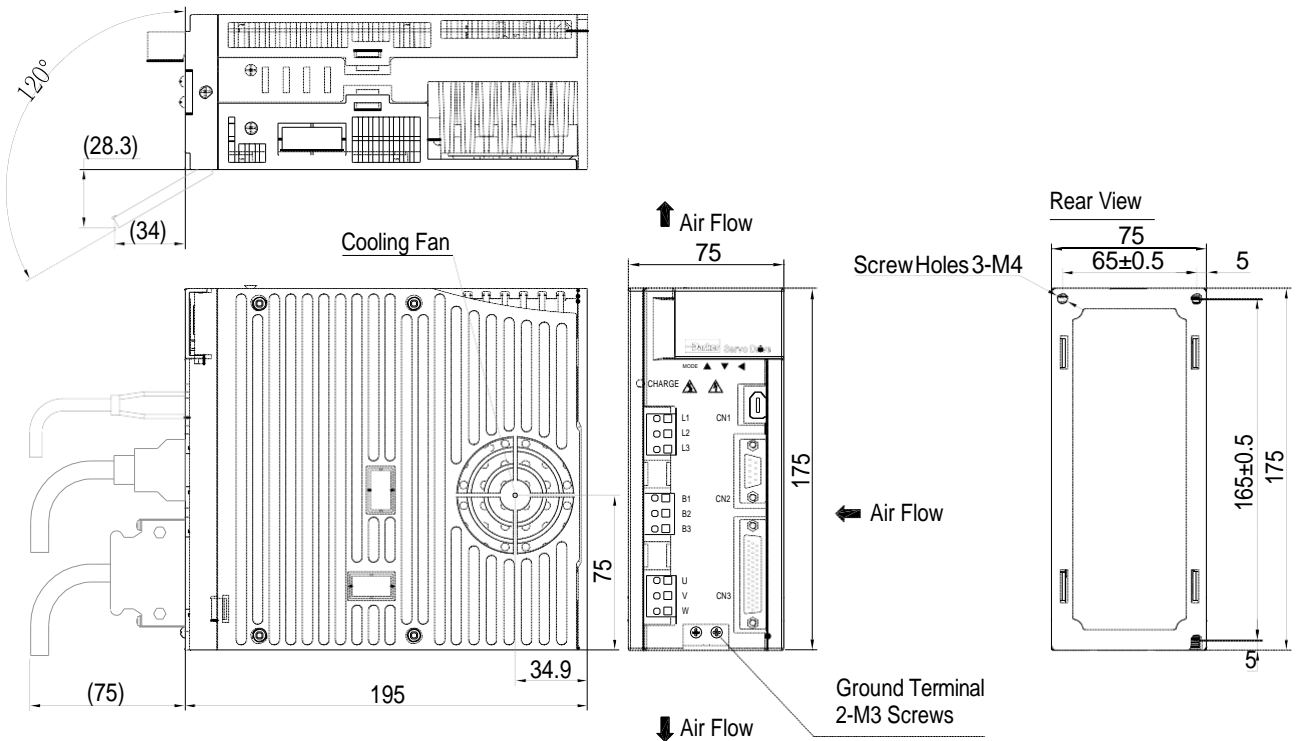 120°
(28.3)
(34)
Cooling Fan
Air Flow
75
Rear View
75
Screw Holes 3-M4
65±0.5
5
Servo Drive
MODE
CHARGE
L1
CN1
L2
L3
B1
CN2
B2
B3
U
V
CN3
W
175
Air Flow
165±0.5
175
75
34.9
5
(75)
195
Ground Terminal
2-M3 Screws
Air Flow